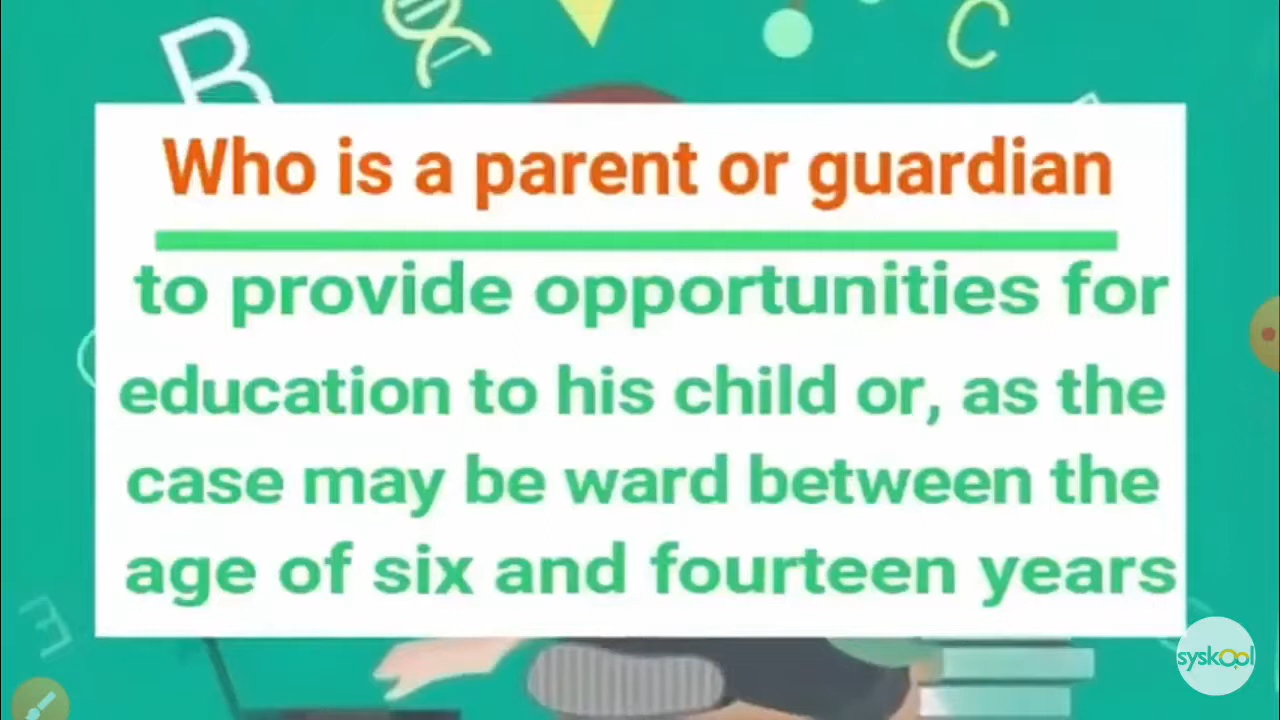 B
C
Who is a parent or guardian
to provide opportunities for
education to his child or, as the
case may be ward between the
age of six and fourteen years
E
syskool